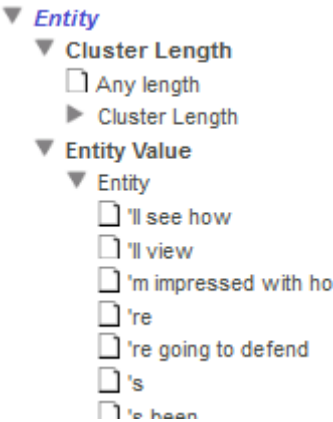 Entity
Cluster Length
Any length
Cluster Length
Entity Value
Entity
'll see how
'll view
'm impressed with ho
're
're going to defend
's
's been